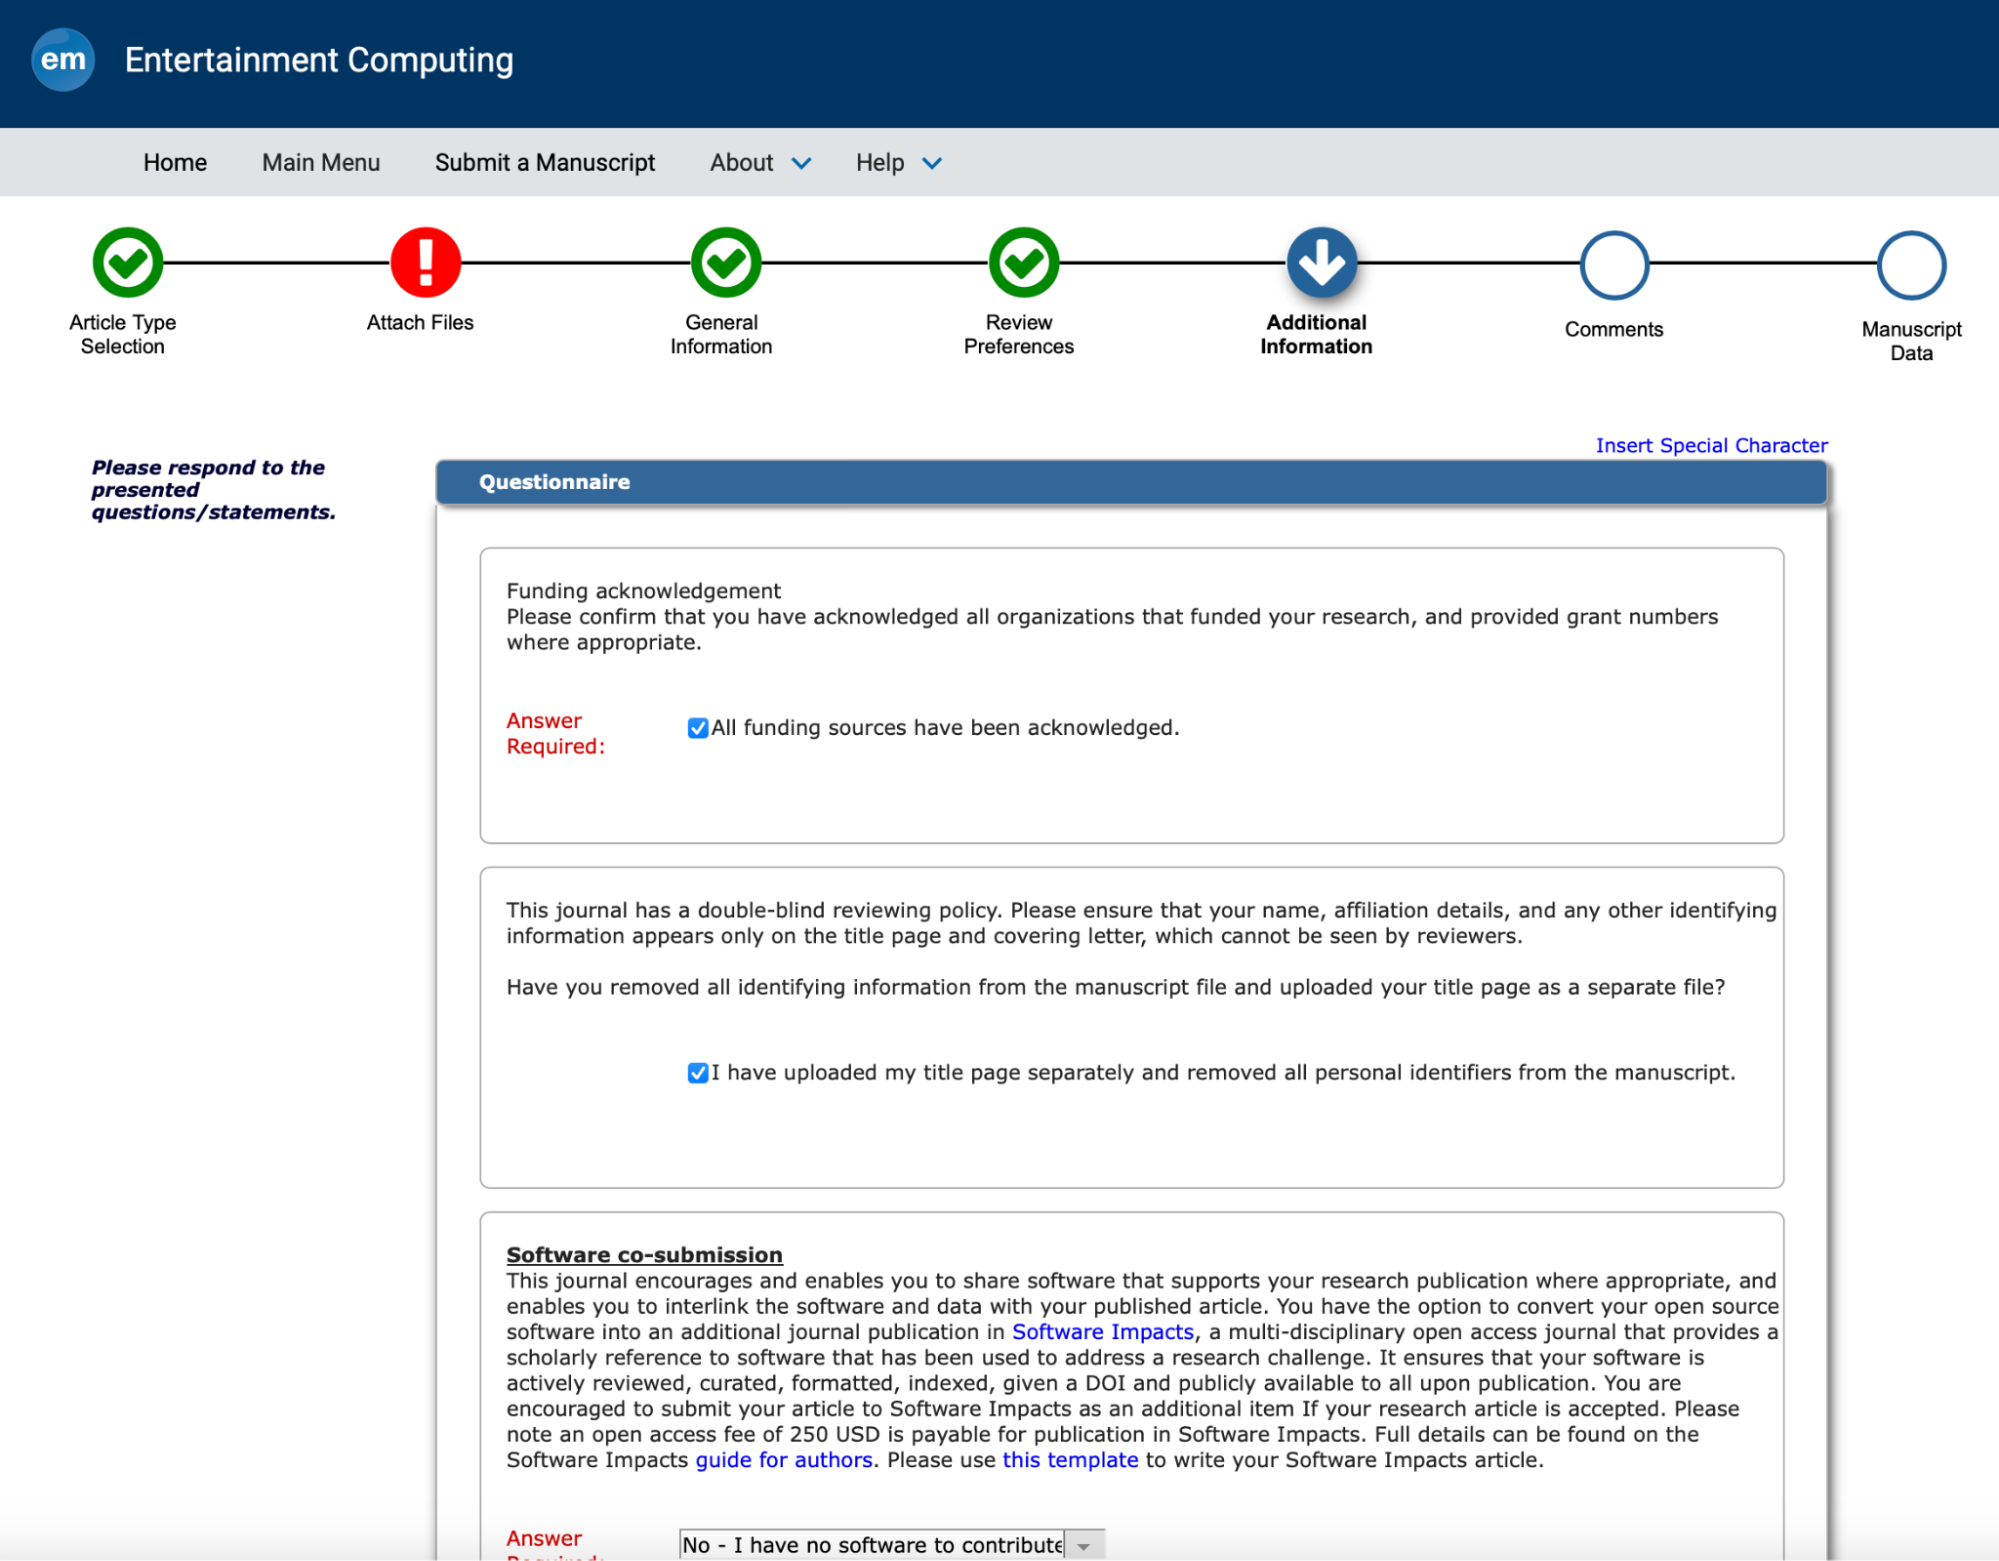 em
Entertainment Computing
Home
Main Menu
Submit a Manuscript
About
Help
Article Type
Selection
Attach Files
General
Information
Review
Preferences
Additional
Information
Comments
Manuscript
Data
Insert Special Character
Please respond to the
presented
questions/statements.
Questionnaire
Funding acknowledgement
Please confirm that you have acknowledged all organizations that funded your research, and provided grant numbers
where appropriate.
Answer
Required:
All funding sources have been acknowledged.
This journal has a double-blind reviewing policy. Please ensure that your name, affiliation details, and any other identifying
information appears only on the title page and covering letter, which cannot be seen by reviewers.
Have you removed all identifying information from the manuscript file and uploaded your title page as a separate file?
I have uploaded my title page separately and removed all personal identifiers from the manuscript.
Software co-submission
This journal encourages and enables you to share software that supports your research publication where appropriate, and
enables you to interlink the software and data with your published article. You have the option to convert your open source
software into an additional journal publication in Software Impacts, a multi-disciplinary open access journal that provides a
scholarly reference to software that has been used to address a research challenge. It ensures that your software is
actively reviewed, curated, formatted, indexed, given a DOI and publicly available to all upon publication. You are
encouraged to submit your article to Software Impacts as an additional item If your research article is accepted. Please
note an open access fee of 250 USD is payable for publication in Software Impacts. Full details can be found on the
Software Impacts guide for authors. Please use this template to write your Software Impacts article.
Answer
No - I have no software to contribute